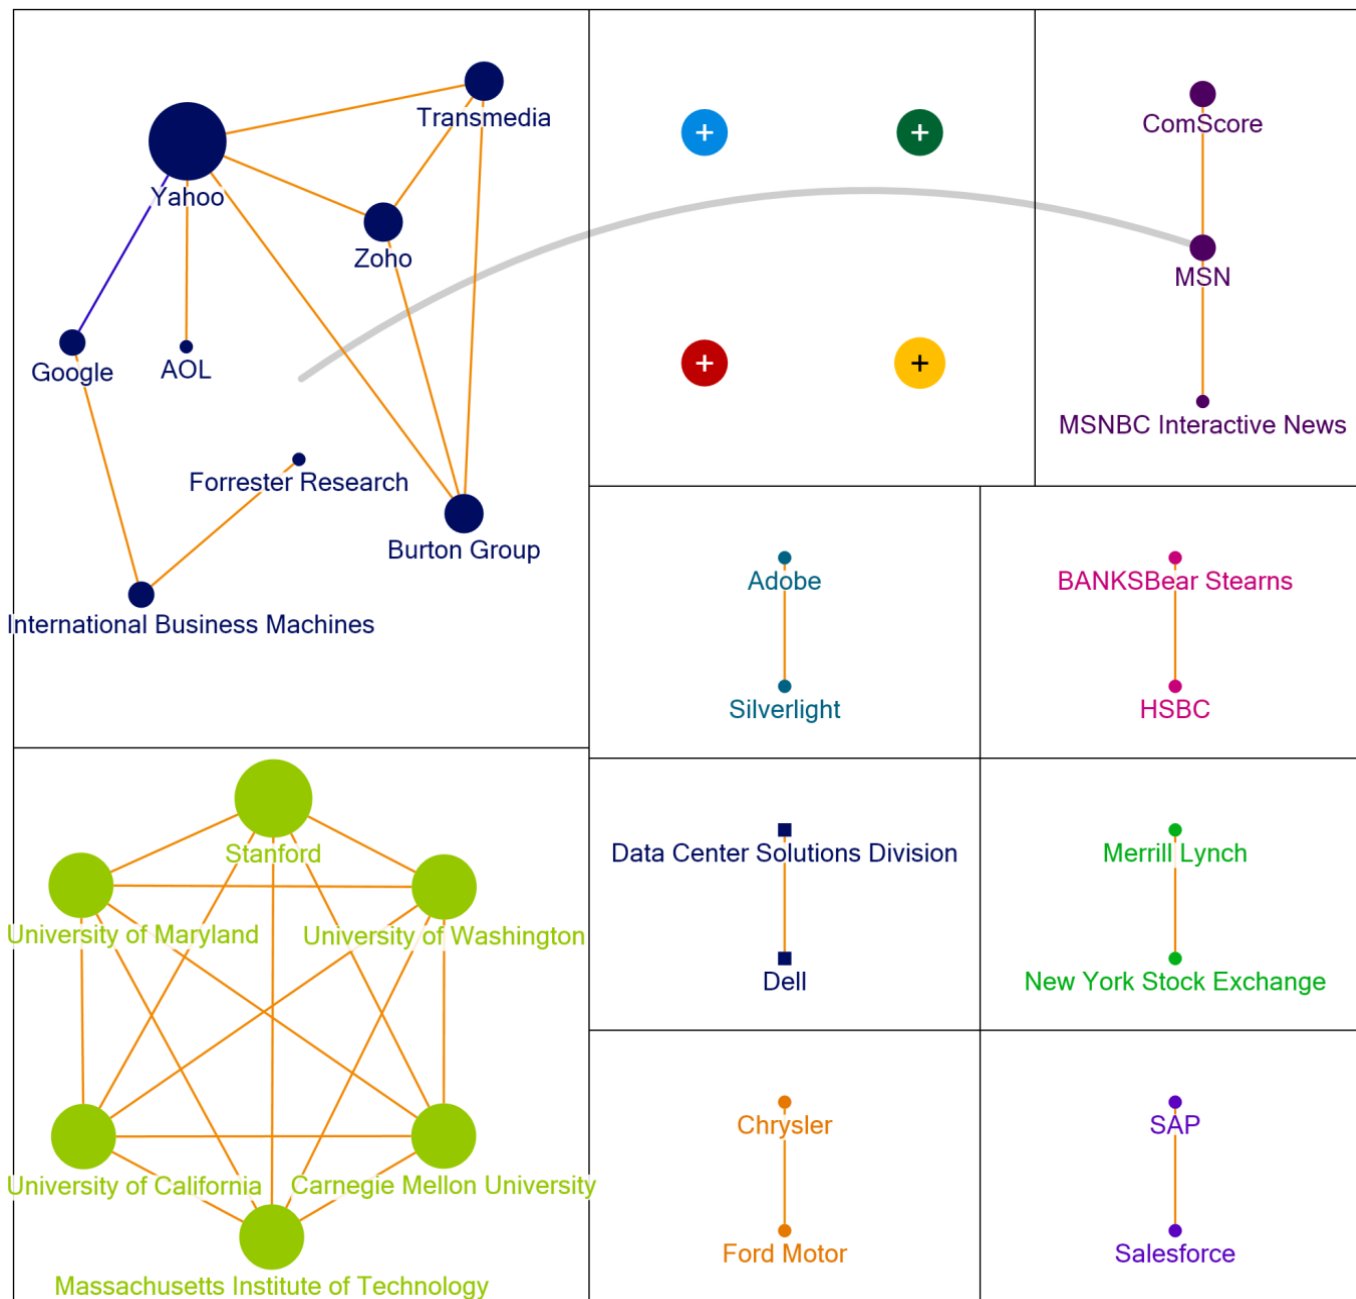 Transmedia
Yahoo
Zoho
Google
AOL
Forrester Research
Burton Group
International Business Machines
+
+
+
+
ComScore
MSN
MSNBC Interactive News
Adobe
Silverlight
BANKSBear Stearns
HSBC
Stanford
University of Maryland
University of Washington
University of California
Carnegie Mellon University
Massachusetts Institute of Technology
Data Center Solutions Division
Dell
Merrill Lynch
New York Stock Exchange
Chrysler
Ford Motor
SAP
Salesforce